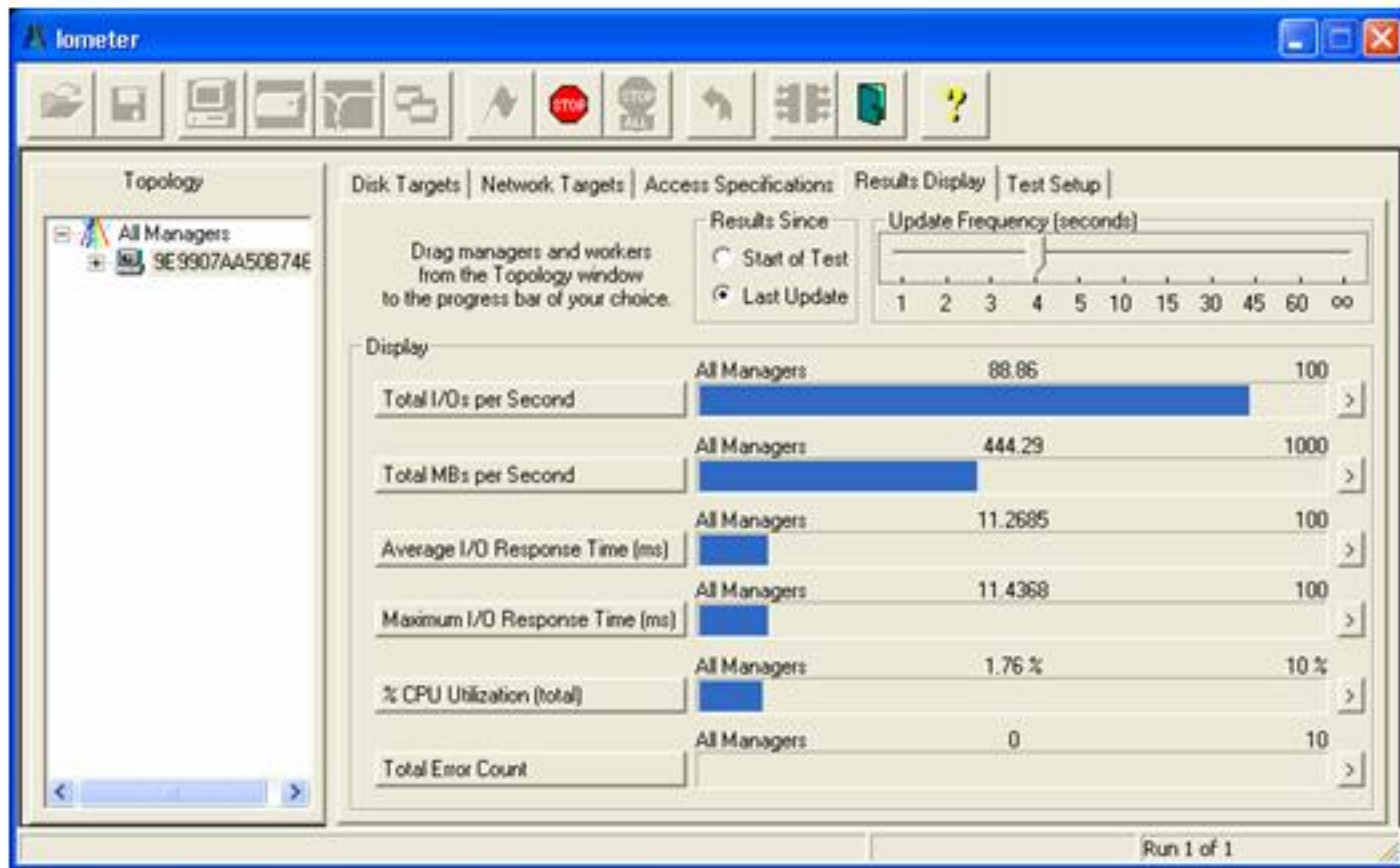 Iometer
STOP
STOP
ALL
?
Topology
All Managers
9E9907AA50B74E
Disk Targets
Network Targets
Access Specifications
Results Display
Test Setup
Drag managers and workers
from the Topology window
to the progress bar of your choice.
Results Since
Start of Test
Last Update
Update Frequency (seconds)
1 2 3 4 5 10 15 30 45 60 ∞
Display
All Managers 88.86 100
Total I/Os per Second
>
All Managers 444.29 1000
Total MBs per Second
>
All Managers 11.2685 100
Average I/O Response Time (ms)
>
All Managers 11.4368 100
Maximum I/O Response Time (ms)
>
All Managers 1.76 % 10 %
% CPU Utilization (total)
>
All Managers 0 10
Total Error Count
>
Run 1 of 1